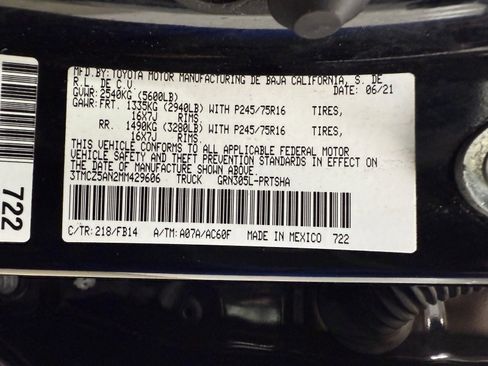 MFD.BY:TOYOTA MOTOR MANUFACTURING DE BAJA CALIFORNIA, S. DE
R.L. DE C.V. DATE: 06/21
GVWR: 2540KG (5600LB)
GAWR: FRT. 1335KG (2940LB) WITH P245/75R16 TIRES,
16X7J RIMS.
RR. 1490KG (3280LB) WITH P245/75R16 TIRES,
16X7J RIMS.
THIS VEHICLE CONFORMS TO ALL APPLICABLE FEDERAL MOTOR
VEHICLE SAFETY AND THEFT PREVENTION STANDARDS IN EFFECT ON
THE DATE OF MANUFACTURE SHOWN ABOVE.
3TMCZ5AN2MM429606 TRUCK GRN305L-PRTSHA
C/TR: 218/FB14 A/TM: A07A/AC60F MADE IN MEXICO 722
722